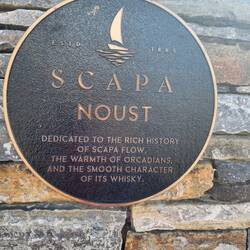 ESTD 1885
SCAPA
NOUST
DEDICATED TO THE RICH HISTORY
OF SCAPA FLOW,
THE WARMTH OF ORCADIANS,
AND THE SMOOTH CHARACTER
OF ITS WHISKY.